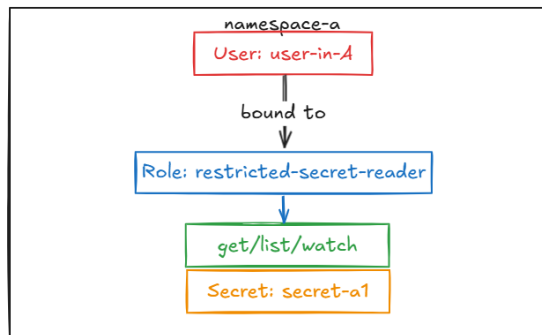 namespace-a
User: user-in-A
bound to
Role: restricted-secret-reader
get/list/watch
Secret: secret-a1